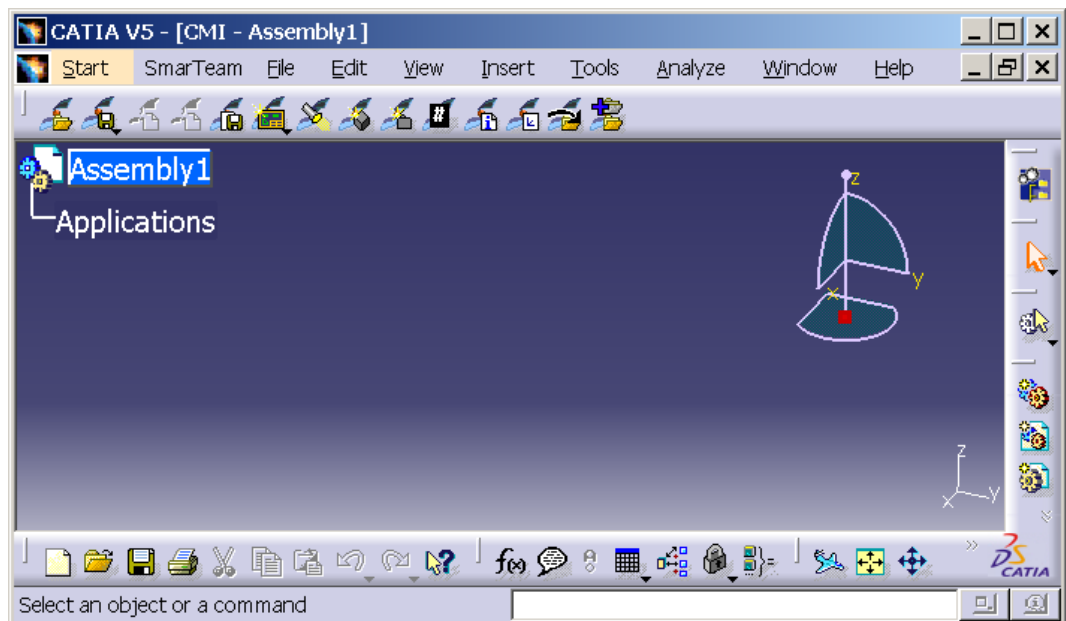 CATIA V5 - [CMI - Assembly1]
Start SmarTeam File Edit View Insert Tools Analyze Window Help
#
Assembly1
Applications
z
y
x
z
y
x
f(x)
DS CATIA
Select an object or a command